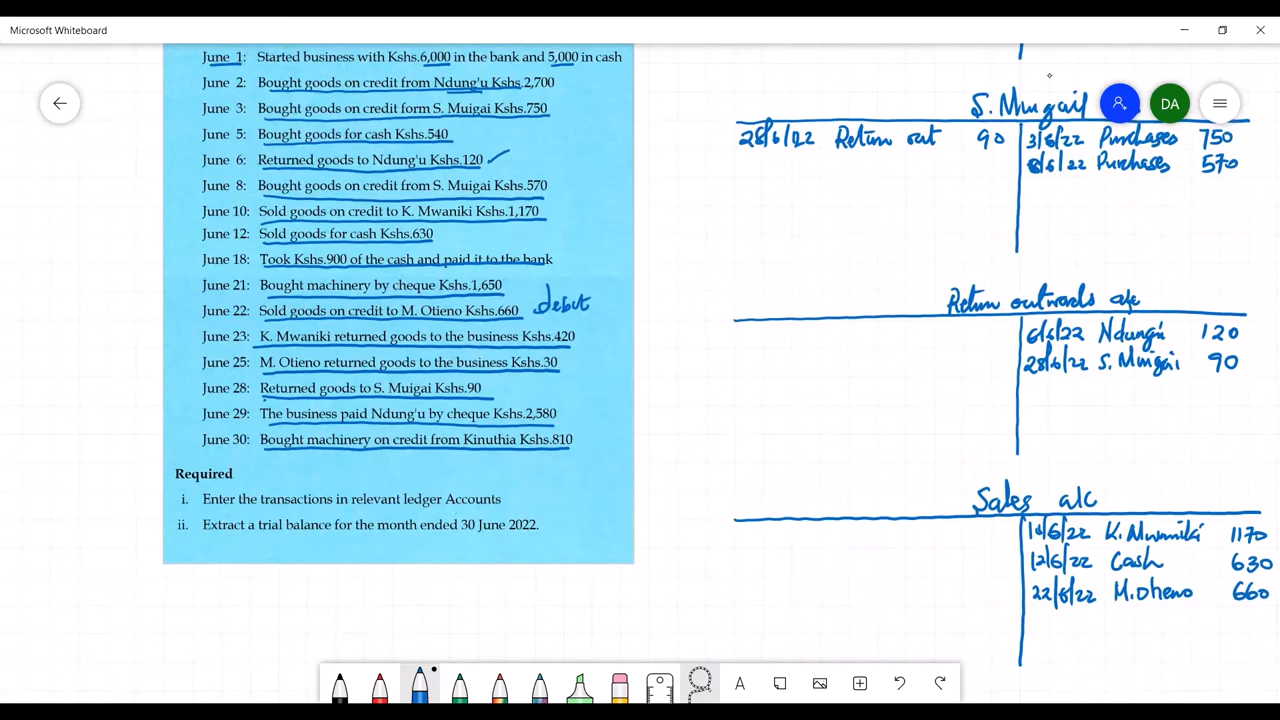 Microsoft Whiteboard
June 1: Started business with Kshs.6,000 in the bank and 5,000 in cash
June 2: Bought goods on credit from Ndung'u Kshs.2,700
June 3: Bought goods on credit form S. Muigai Kshs.750
June 5: Bought goods for cash Kshs.540
June 6: Returned goods to Ndung'u Kshs.120
June 8: Bought goods on credit from S. Muigai Kshs.570
June 10: Sold goods on credit to K. Mwaniki Kshs.1,170
June 12: Sold goods for cash Kshs.630
June 18: Took Kshs.900 of the cash and paid it to the bank
June 21: Bought machinery by cheque Kshs.1,650
June 22: Sold goods on credit to M. Otieno Kshs.660 debit
June 23: K. Mwaniki returned goods to the business Kshs.420
June 25: M. Otieno returned goods to the business Kshs.30
June 28: Returned goods to S. Muigai Kshs.90
June 29: The business paid Ndung'u by cheque Kshs.2,580
June 30: Bought machinery on credit from Kinuthia Kshs.810
Required
i. Enter the transactions in relevant ledger Accounts
ii. Extract a trial balance for the month ended 30 June 2022.
S. Muigai
DA
28/6/22 Return out 90 3/6/22 Purchases 750
8/6/22 Purchases 570
Return outwards a/c
6/6/22 Ndungu 120
28/6/22 S. Muigai 90
Sales a/c
10/6/22 K. Mwaniki 1170
12/6/22 Cash 630
22/6/22 M. Otieno 660
A